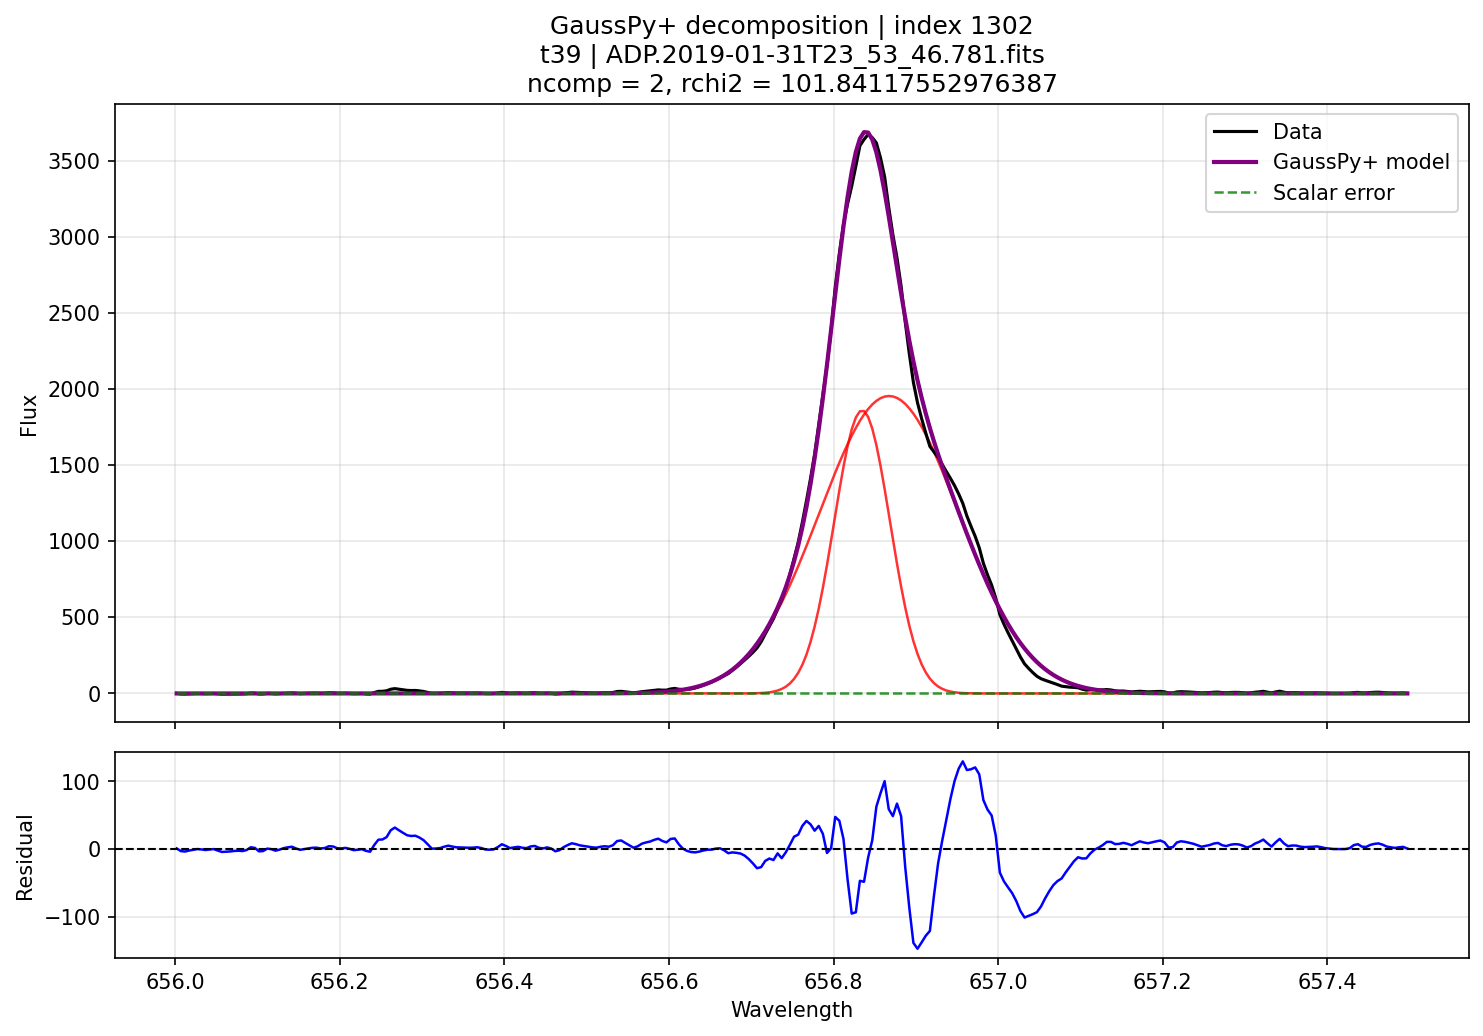 GaussPy+ decomposition | index 1302
t39 | ADP.2019-01-31T23_53_46.781.fits
ncomp = 2, rchi2 = 101.84117552976387
Data
GaussPy+ model
Scalar error
Flux
3500
3000
2500
2000
1500
1000
500
0
Residual
100
0
−100
656.0 656.2 656.4 656.6 656.8 657.0 657.2 657.4
Wavelength